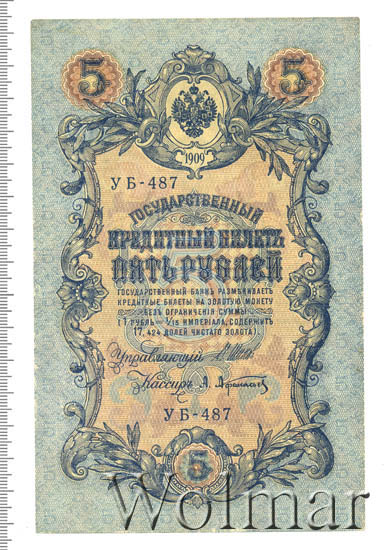 5 5
1909
УБ-487
ГОСУДАРСТВЕННЫЙ
КРЕДИТНЫЙ БИЛЕТЪ
ПЯТЬ РУБЛЕЙ
ГОСУДАРСТВЕННЫЙ БАНКЪ РАЗМѢНИВАЕТЪ
КРЕДИТНЫЕ БИЛЕТЫ НА ЗОЛОТУЮ МОНЕТУ
БЕЗЪ ОГРАНИЧЕНІЯ СУММЫ
(1 РУБЛЬ = 1/15 ИМПЕРІАЛА, СОДЕРЖИТЪ
17,424 ДОЛЕЙ ЧИСТАГО ЗОЛОТА).
Управляющій
Кассиръ
УБ-487
5
Wolmar